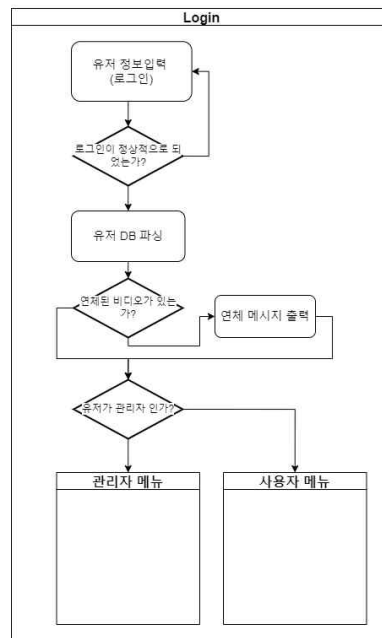 Login
유저 정보입력
(로그인)
로그인이 정상적으로 되
었는가?
유저 DB 파싱
연체된 비디오가 있는
가?
연체 메시지 출력
유저가 관리자 인가?
관리자 메뉴
사용자 메뉴